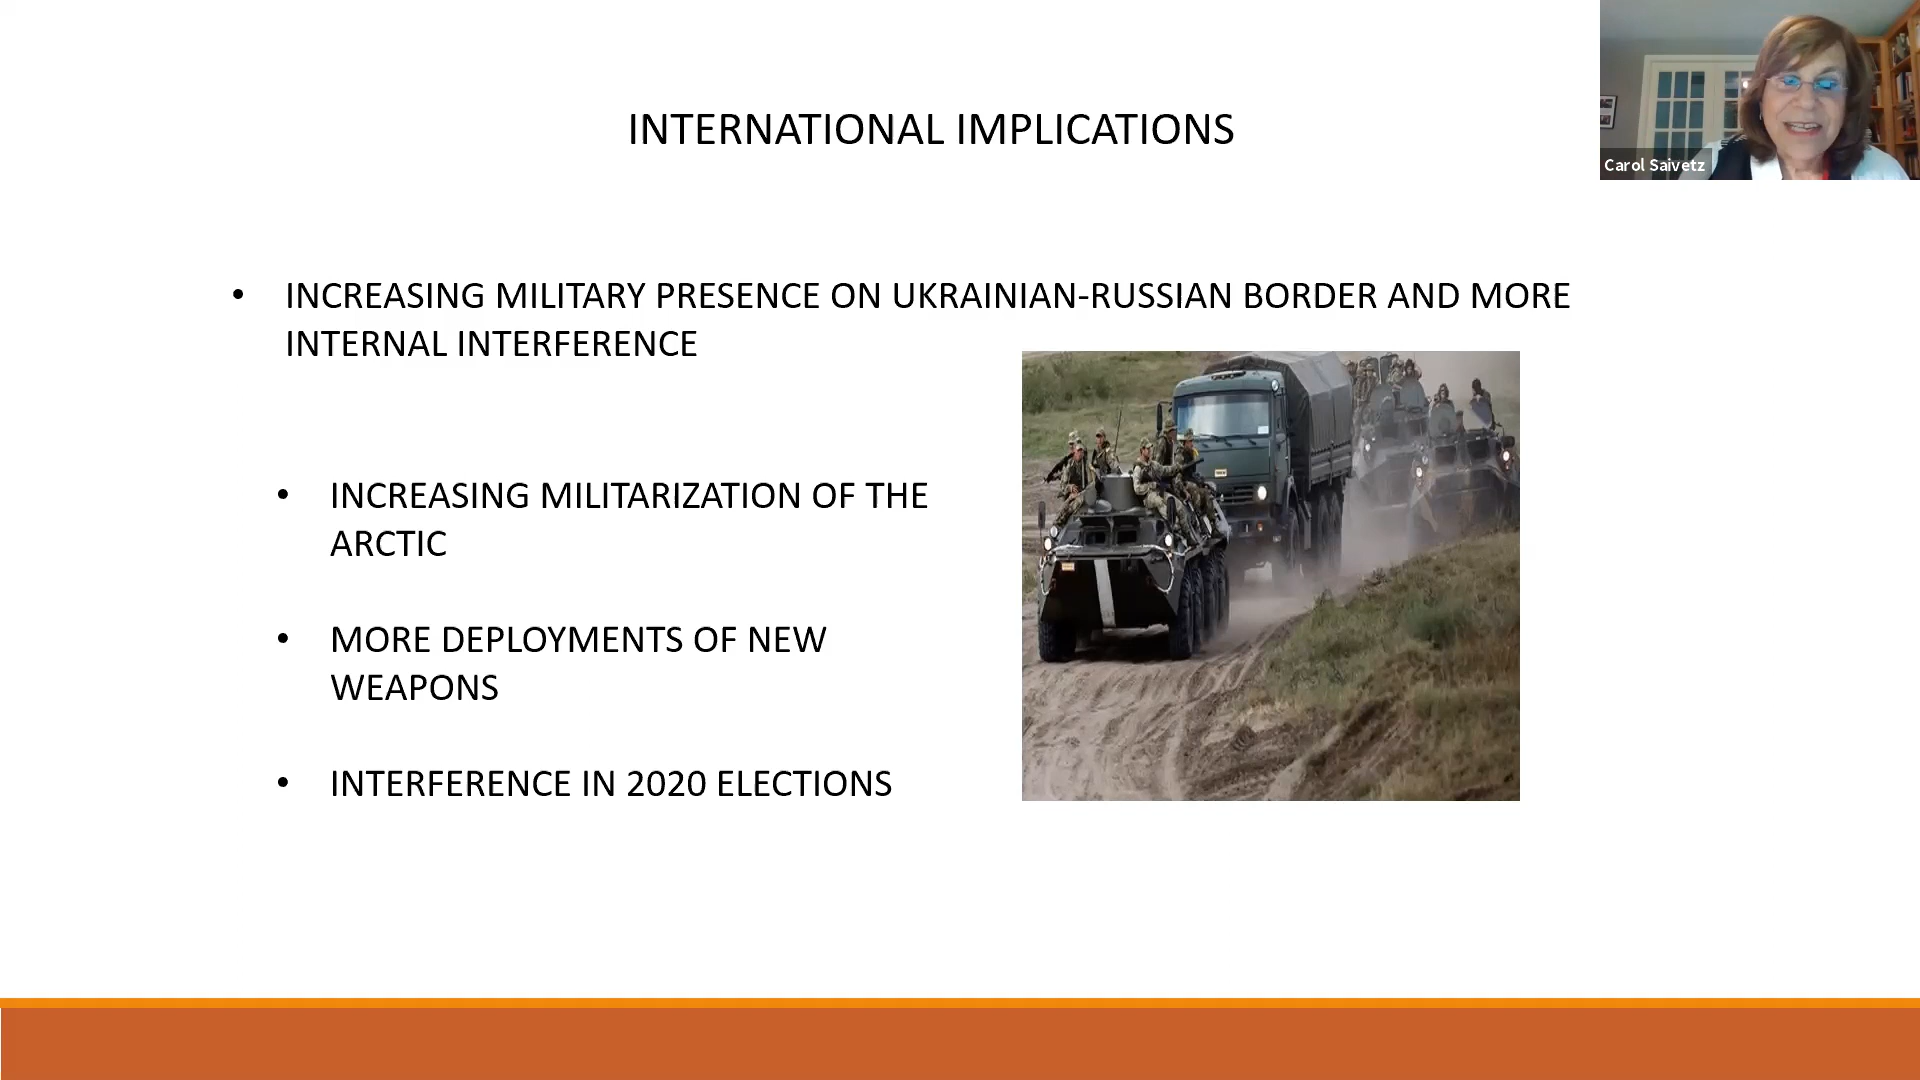 INTERNATIONAL IMPLICATIONS
Carol Saivetz
• INCREASING MILITARY PRESENCE ON UKRAINIAN-RUSSIAN BORDER AND MORE
INTERNAL INTERFERENCE
• INCREASING MILITARIZATION OF THE
ARCTIC
• MORE DEPLOYMENTS OF NEW
WEAPONS
• INTERFERENCE IN 2020 ELECTIONS